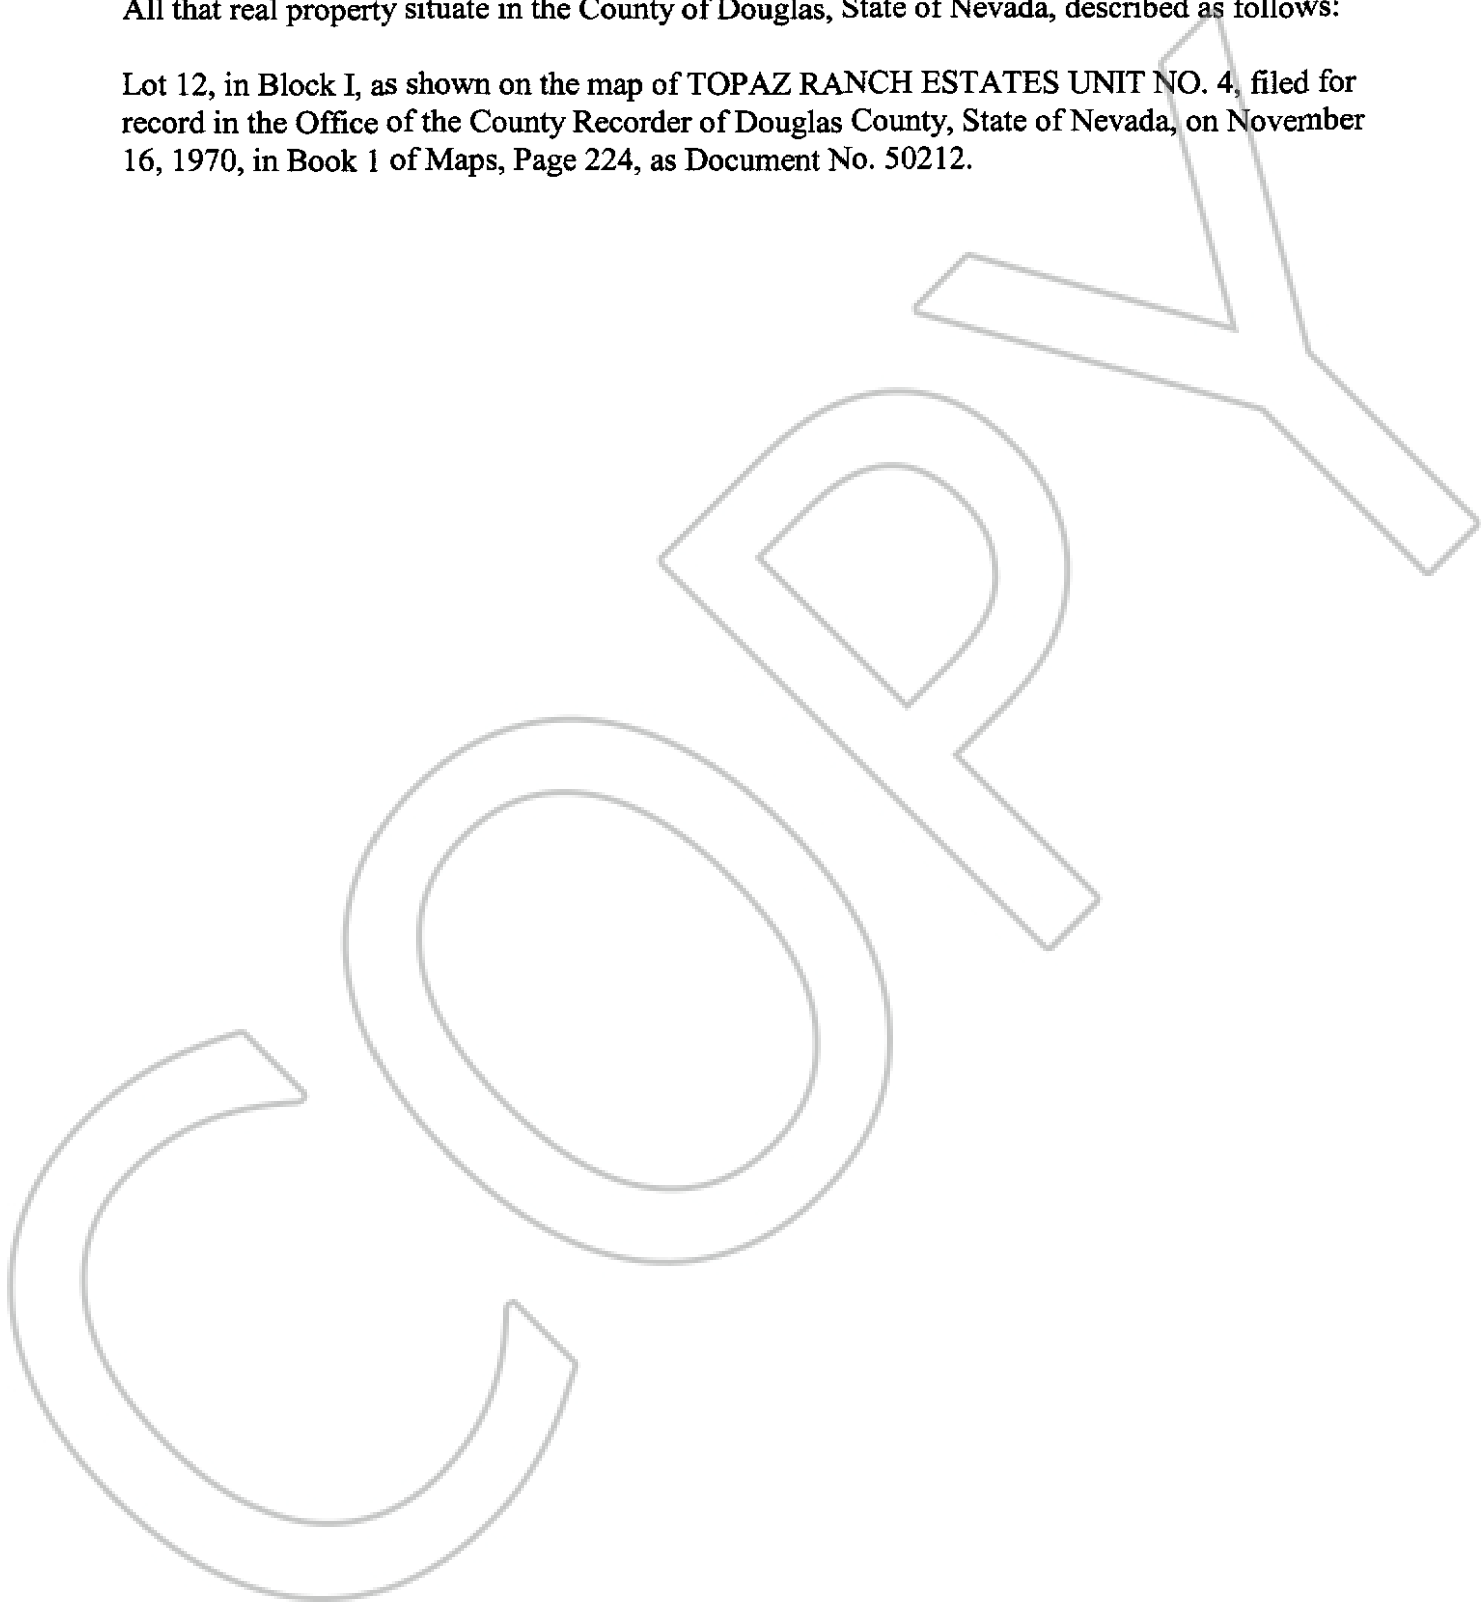 All that real property situate in the County of Douglas, State of Nevada, described as follows:
Lot 12, in Block I, as shown on the map of TOPAZ RANCH ESTATES UNIT NO. 4, filed for
record in the Office of the County Recorder of Douglas County, State of Nevada, on November
16, 1970, in Book 1 of Maps, Page 224, as Document No. 50212.
COPY